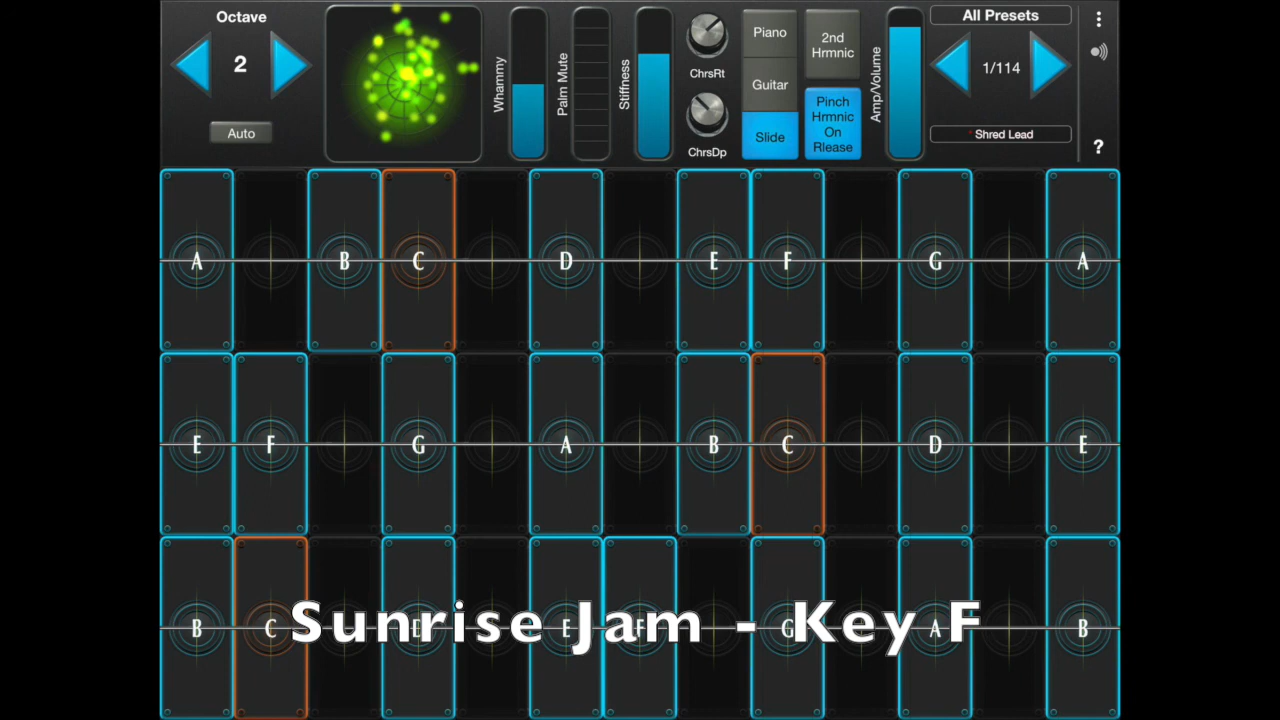 Octave
2
Auto
Whammy
Palm Mute
Stiffness
ChrsRt
ChrsDp
Piano
Guitar
Slide
2nd
Hrmnic
Pinch
Hrmnic
On
Rlease
Amp/Volume
All Presets
1/114
* Shred Lead
?
A B C D E F G A
E F G A B C D E
B C D E F G A B
Sunrise Jam - Key F